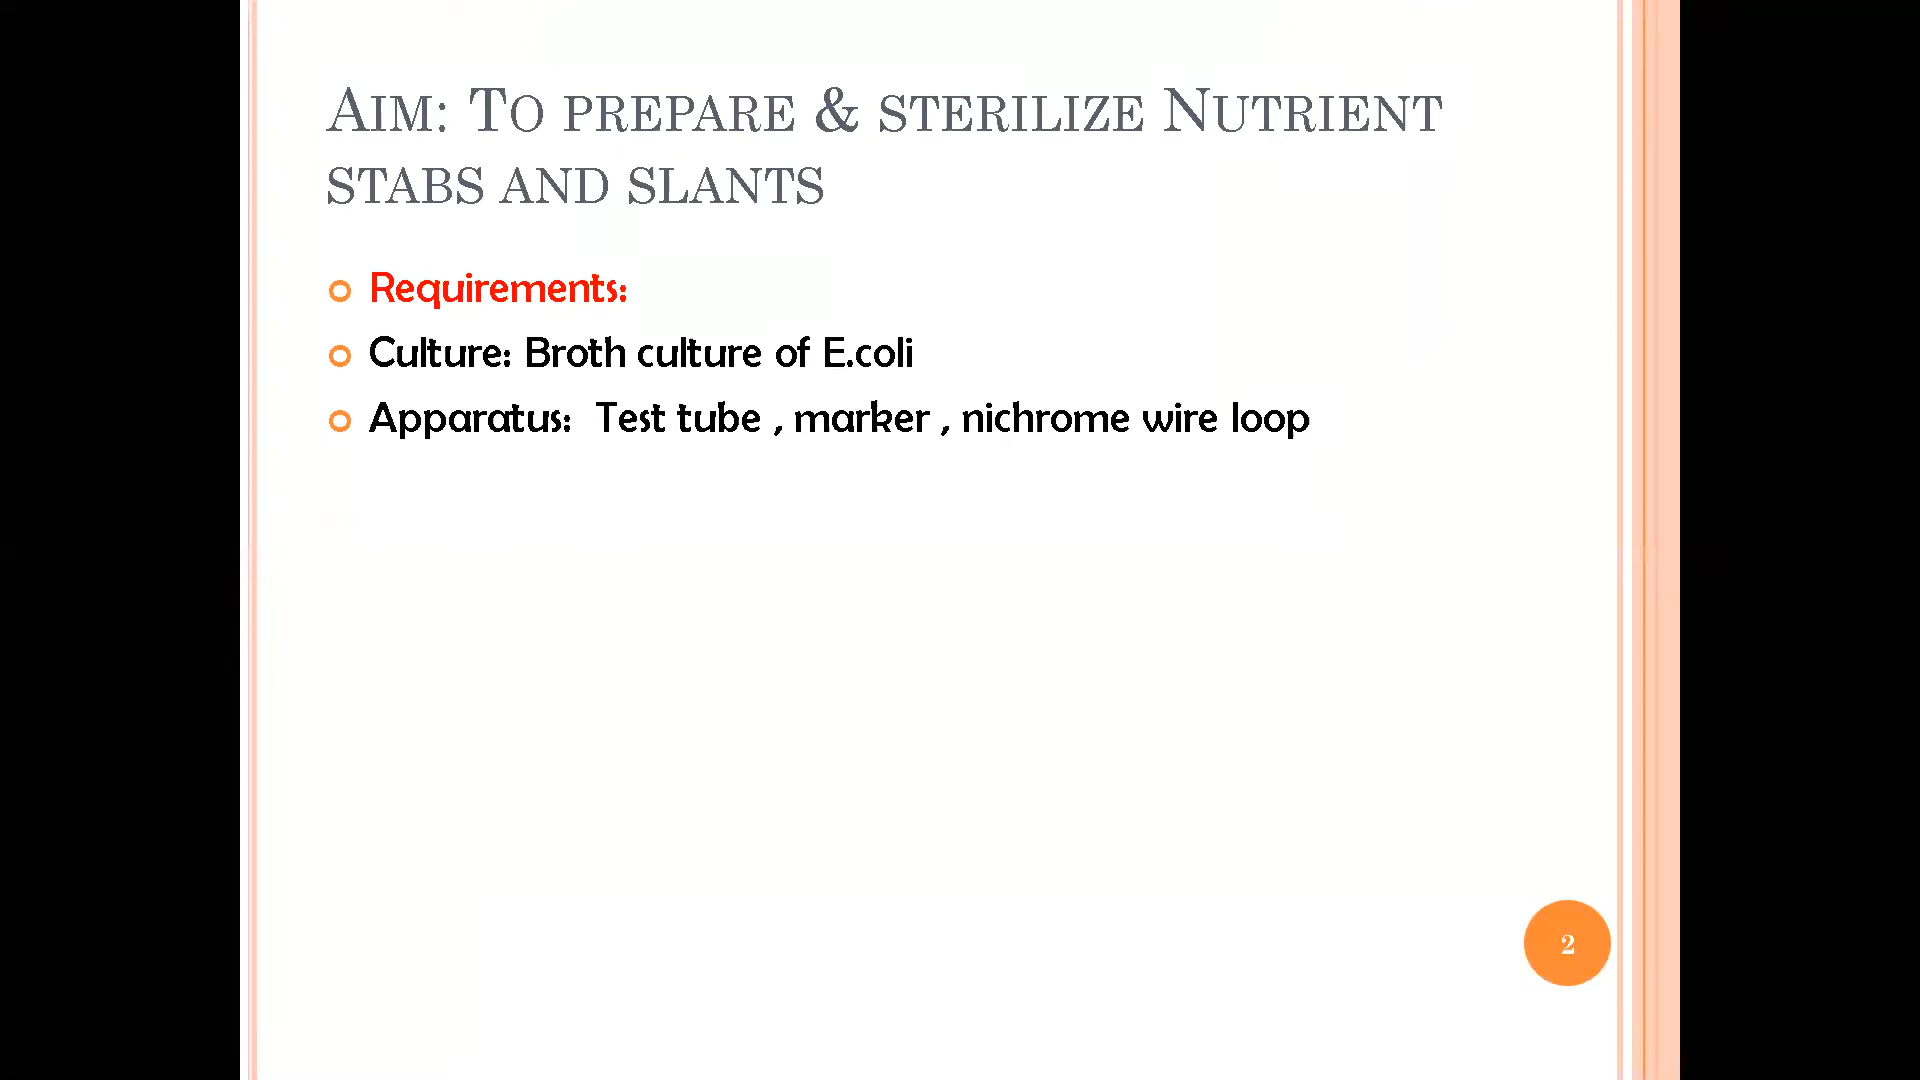 Aim: To prepare & sterilize Nutrient
stabs and slants
Requirements:
Culture: Broth culture of E.coli
Apparatus:  Test tube , marker , nichrome wire loop
2